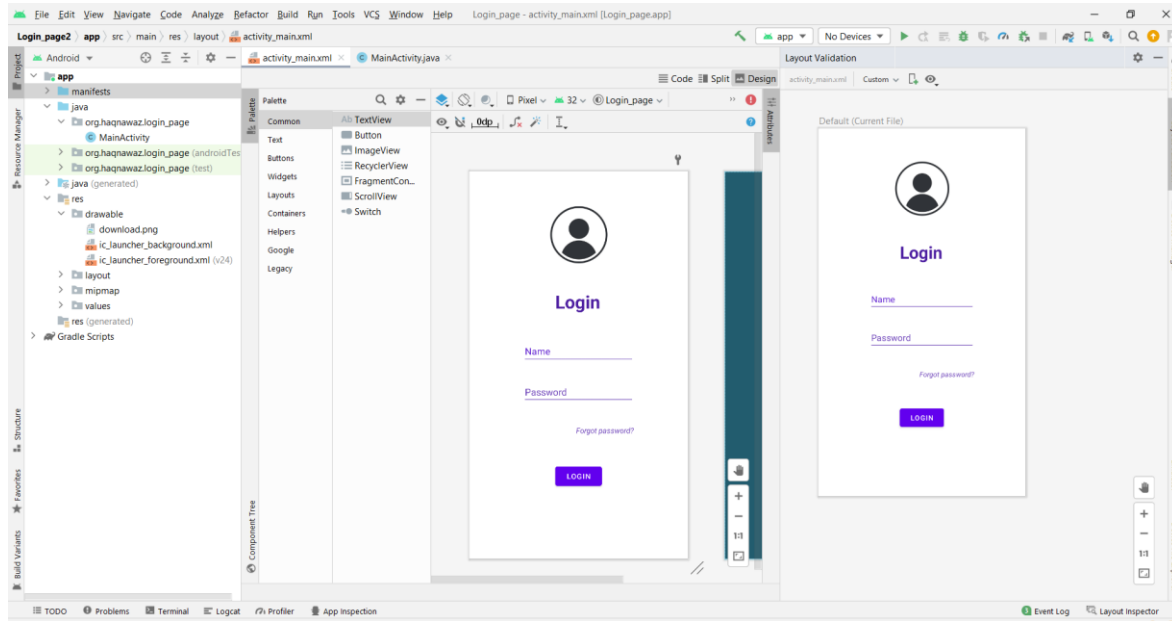 File Edit View Navigate Code Analyze Refactor Build Run Tools VCS Window Help Login_page - activity_main.xml [Login_page.app]
Login_page2 app src main res layout activity_main.xml app No Devices
Android activity_main.xml MainActivity.java Layout Validation
Code Split Design activity_main.xml Custom
Project
Resource Manager
Structure
Favorites
Build Variants
app
manifests
java
org.haqnawaz.login_page
MainActivity
org.haqnawaz.login_page (androidTes
org.haqnawaz.login_page (test)
java (generated)
res
drawable
download.png
ic_launcher_background.xml
ic_launcher_foreground.xml (v24)
layout
mipmap
values
res (generated)
Gradle Scripts
Palette
Component Tree
Palette
Common
Text
Buttons
Widgets
Layouts
Containers
Helpers
Google
Legacy
Ab TextView
Button
ImageView
RecyclerView
FragmentCon...
ScrollView
Switch
Pixel 32 Login_page
0dp
Attributes
Login
Name
Password
Forgot password?
LOGIN
1:1
Default (Current File)
Login
Name
Password
Forgot password?
LOGIN
1:1
TODO Problems Terminal Logcat Profiler App Inspection 5 Event Log Layout Inspector